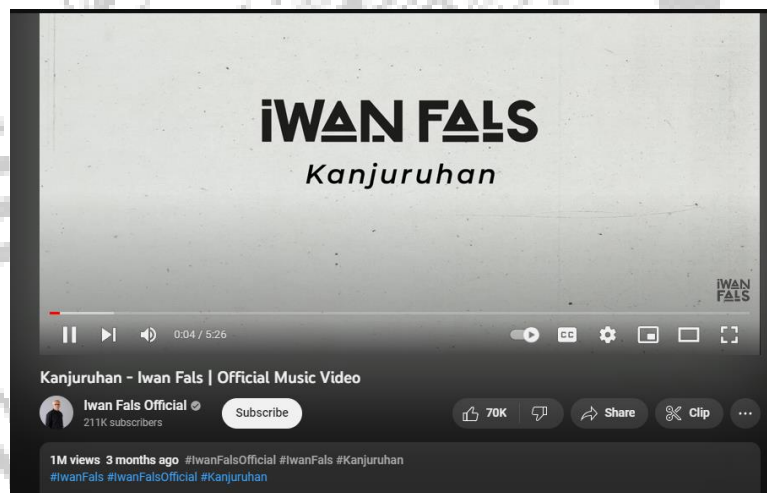 iWAN FALS
Kanjuruhan
iWAN
FALS
0:04 / 5:26
CC
Kanjuruhan - Iwan Fals | Official Music Video
Iwan Fals Official
211K subscribers
Subscribe
70K
Share
Clip
1M views 3 months ago #IwanFalsOfficial #IwanFals #Kanjuruhan
#IwanFals #IwanFalsOfficial #Kanjuruhan